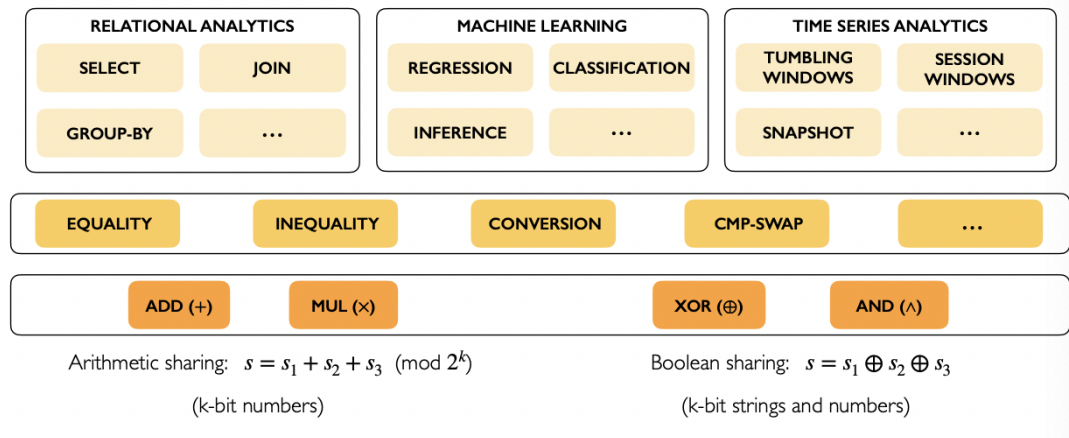 RELATIONAL ANALYTICS
SELECT
JOIN
GROUP-BY
...
MACHINE LEARNING
REGRESSION
CLASSIFICATION
INFERENCE
...
TIME SERIES ANALYTICS
TUMBLING
WINDOWS
SESSION
WINDOWS
SNAPSHOT
...
EQUALITY
INEQUALITY
CONVERSION
CMP-SWAP
...
ADD (+)
MUL (×)
XOR (⊕)
AND (∧)
Arithmetic sharing: s = s₁ + s₂ + s₃ (mod 2ᵏ)
(k-bit numbers)
Boolean sharing: s = s₁ ⊕ s₂ ⊕ s₃
(k-bit strings and numbers)